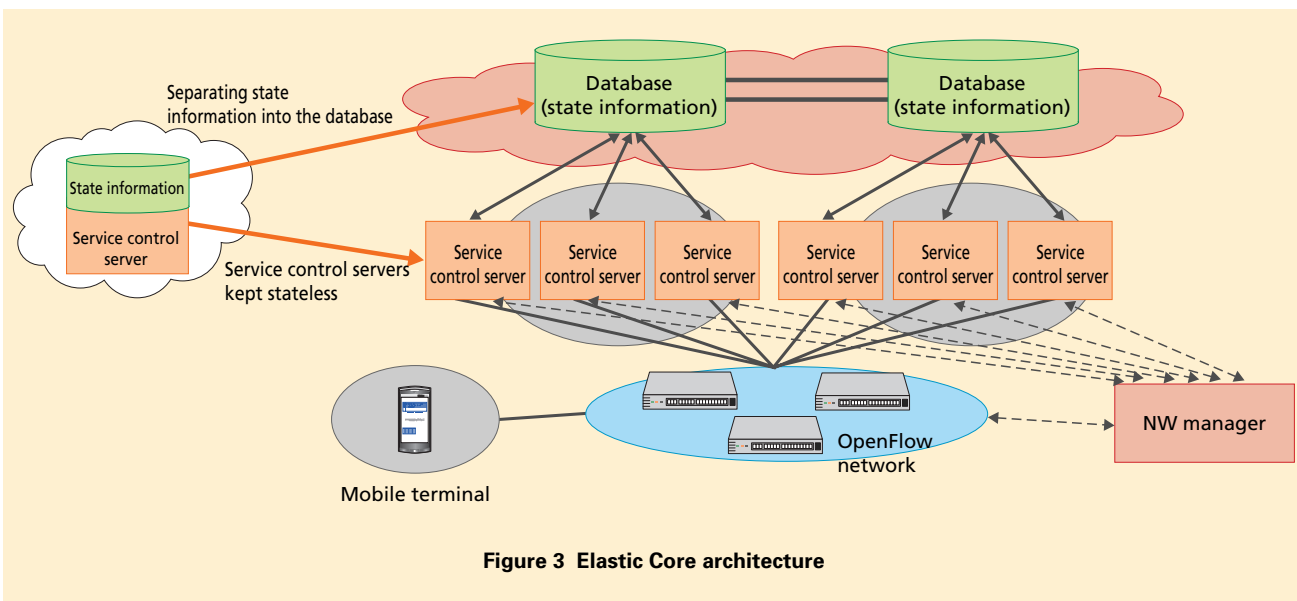 Separating state
information into the database
Database
(state information)
Database
(state information)
State information
Service control
server
Service control servers
kept stateless
Service
control server
Service
control server
Service
control server
Service
control server
Service
control server
Service
control server
OpenFlow
network
NW manager
Mobile terminal
Figure 3 Elastic Core architecture